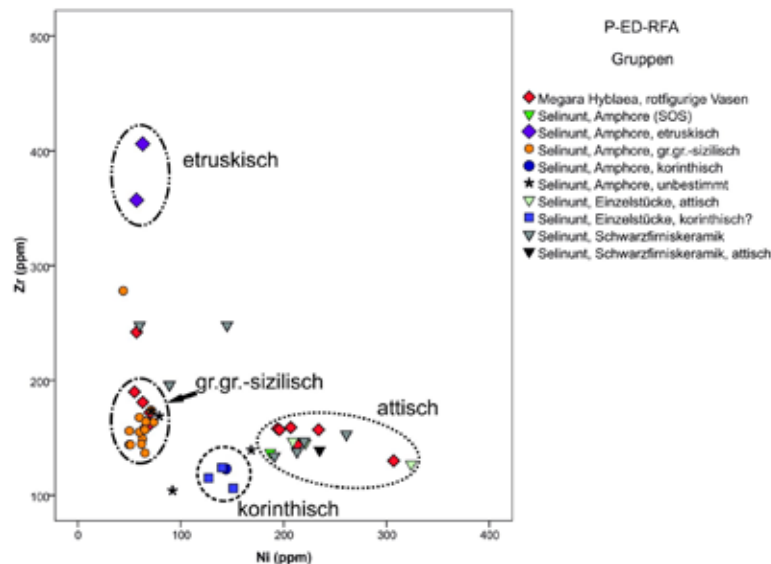 P-ED-RFA
Gruppen
Megara Hyblaea, rotfigurige Vasen
Selinunt, Amphore (SOS)
Selinunt, Amphore, etruskisch
Selinunt, Amphore, gr.gr.-sizilisch
Selinunt, Amphore, korinthisch
Selinunt, Amphore, unbestimmt
Selinunt, Einzelstücke, attisch
Selinunt, Einzelstücke, korinthisch?
Selinunt, Schwarzfirniskeramik
Selinunt, Schwarzfirniskeramik, attisch
500
400
300
200
100
Zr (ppm)
etruskisch
gr.gr.-sizilisch
attisch
korinthisch
0
100
200
300
400
Ni (ppm)